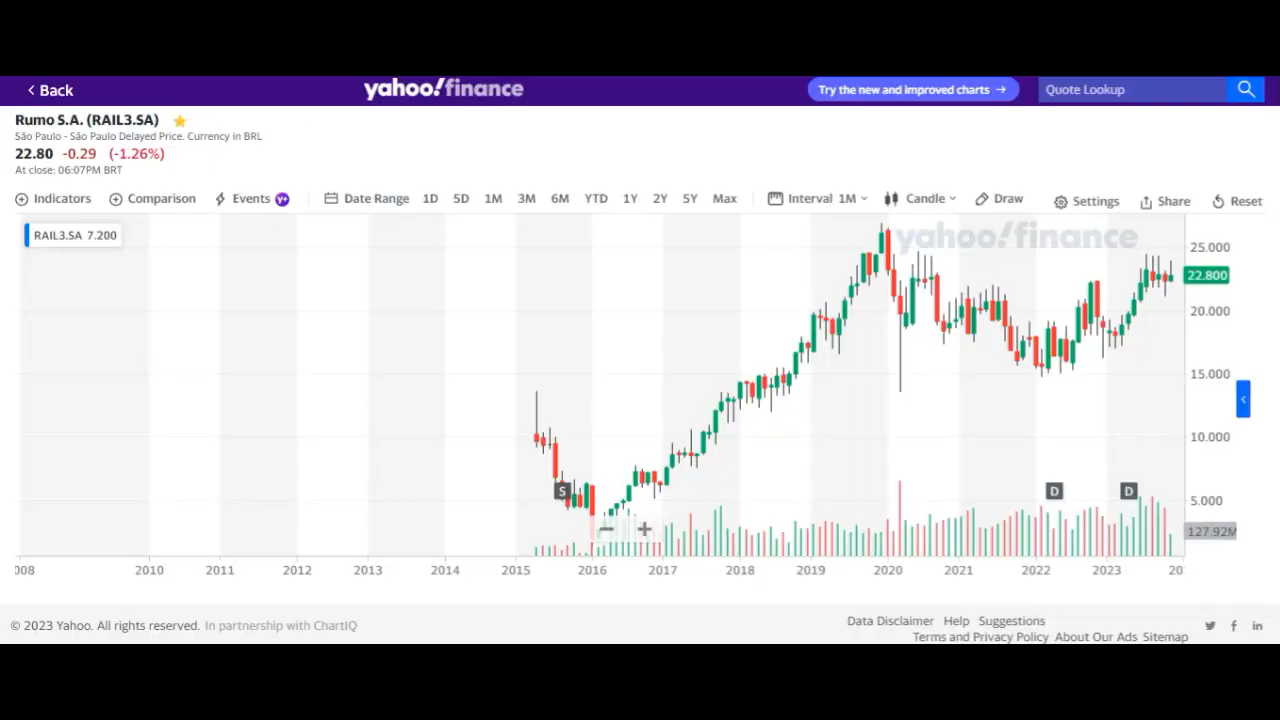 < Back
yahoo!finance
Try the new and improved charts →
Quote Lookup
Rumo S.A. (RAIL3.SA)
São Paulo - São Paulo Delayed Price. Currency in BRL
22.80 -0.29 (-1.26%)
At close: 06:07PM BRT
Indicators Comparison Events Y+ Date Range 1D 5D 1M 3M 6M YTD 1Y 2Y 5Y Max Interval 1M Candle Draw Settings Share Reset
RAIL3.SA 7.200
yahoo!finance
25.000
22.800
20.000
15.000
10.000
5.000
S D D
127.92M
008 2010 2011 2012 2013 2014 2015 2016 2017 2018 2019 2020 2021 2022 2023 20
© 2023 Yahoo. All rights reserved. In partnership with ChartIQ
Data Disclaimer Help Suggestions
Terms and Privacy Policy About Our Ads Sitemap